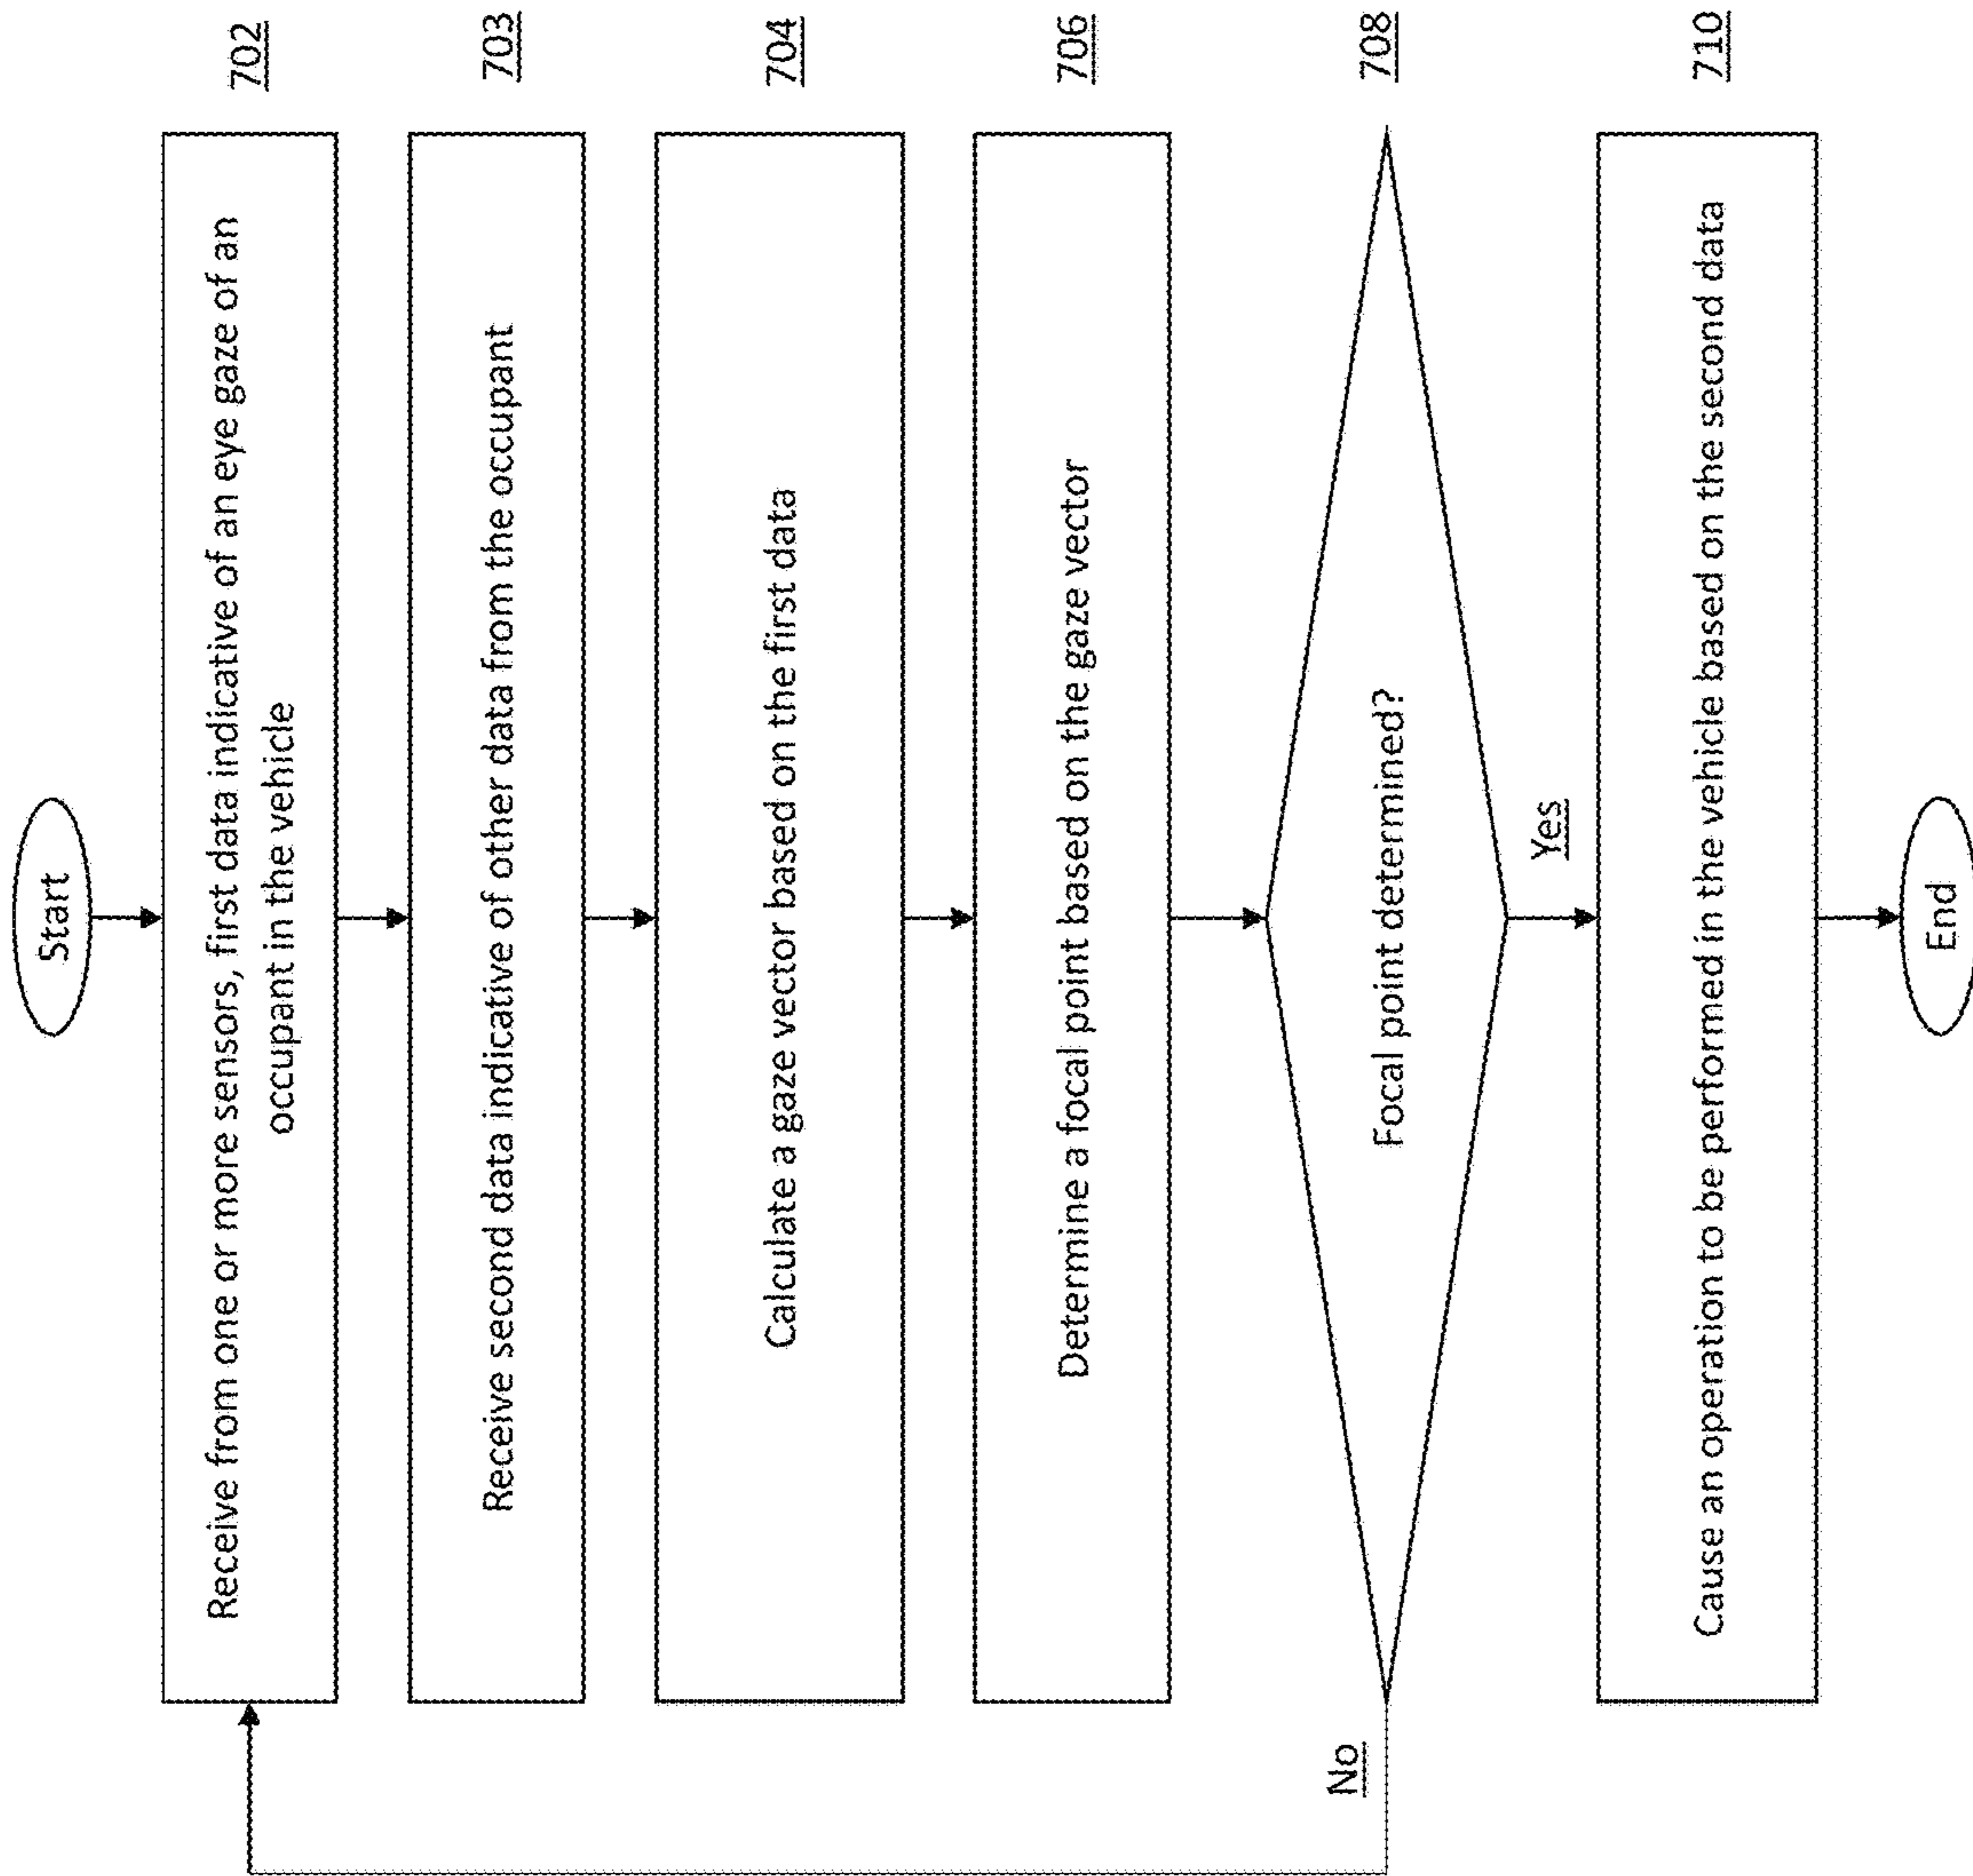 Start
Receive from one or more sensors, first data indicative of an eye gaze of an
occupant in the vehicle
702
Receive second data indicative of other data from the occupant
703
Calculate a gaze vector based on the first data
704
Determine a focal point based on the gaze vector
706
Focal point determined?
708
No
Yes
Cause an operation to be performed in the vehicle based on the second data
710
End